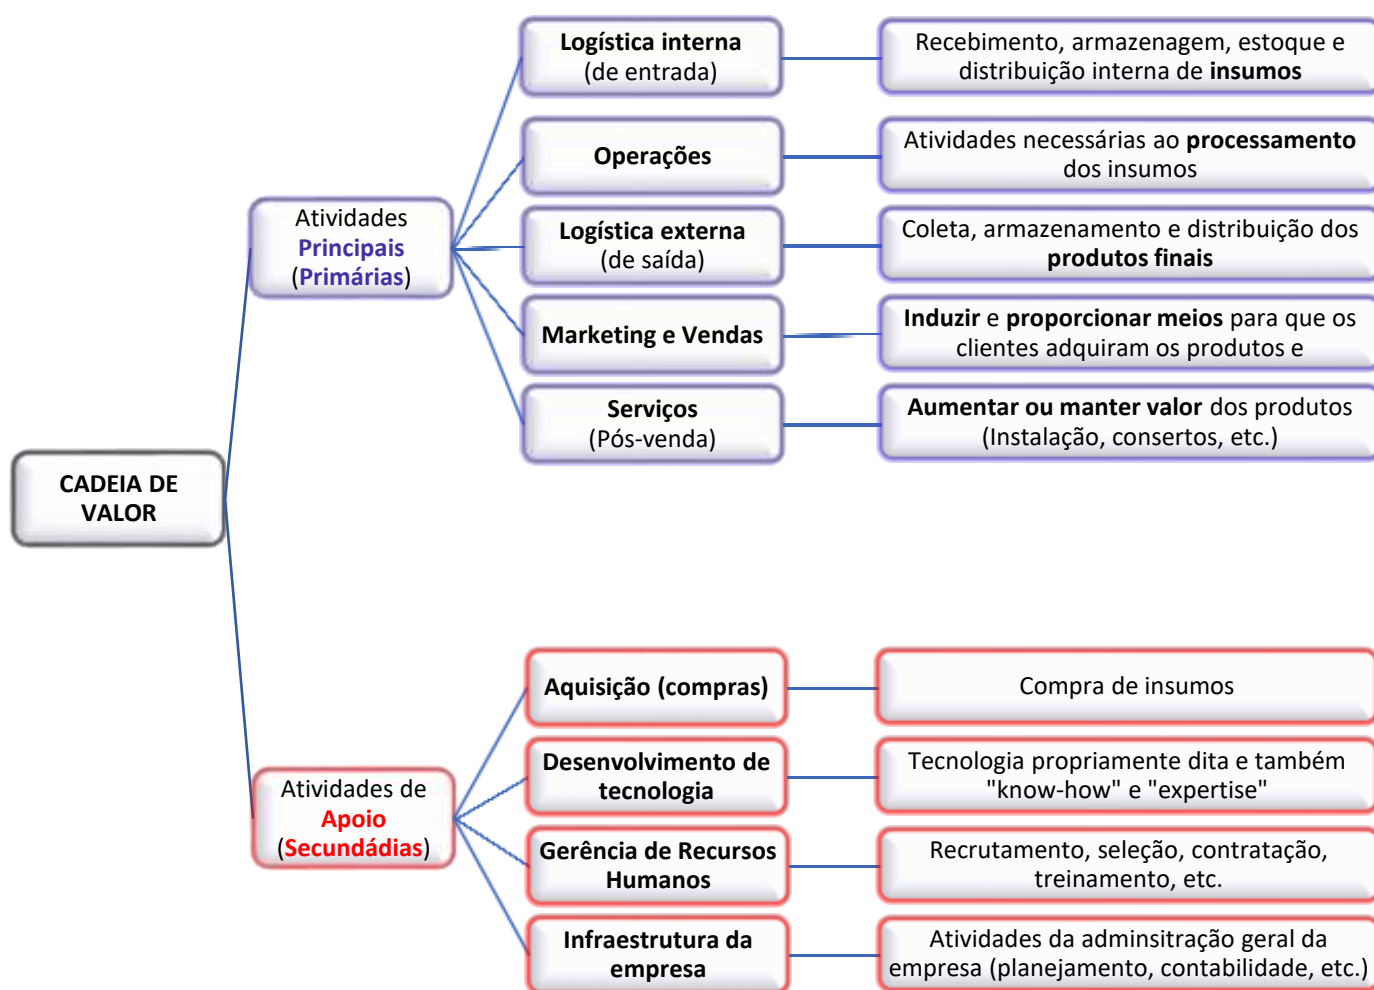 Logística interna
(de entrada)
Recebimento, armazenagem, estoque e
distribuição interna de insumos
Operações
Atividades necessárias ao processamento
dos insumos
Atividades
Principais
(Primárias)
Logística externa
(de saída)
Coleta, armazenamento e distribuição dos
produtos finais
Marketing e Vendas
Induzir e proporcionar meios para que os
clientes adquiram os produtos e
Serviços
(Pós-venda)
Aumentar ou manter valor dos produtos
(Instalação, consertos, etc.)
CADEIA DE
VALOR
Aquisição (compras)
Compra de insumos
Desenvolvimento de
tecnologia
Tecnologia propriamente dita e também
"know-how" e "expertise"
Atividades de
Apoio
(Secundádias)
Gerência de Recursos
Humanos
Recrutamento, seleção, contratação,
treinamento, etc.
Infraestrutura da
empresa
Atividades da adminsitração geral da
empresa (planejamento, contabilidade, etc.)